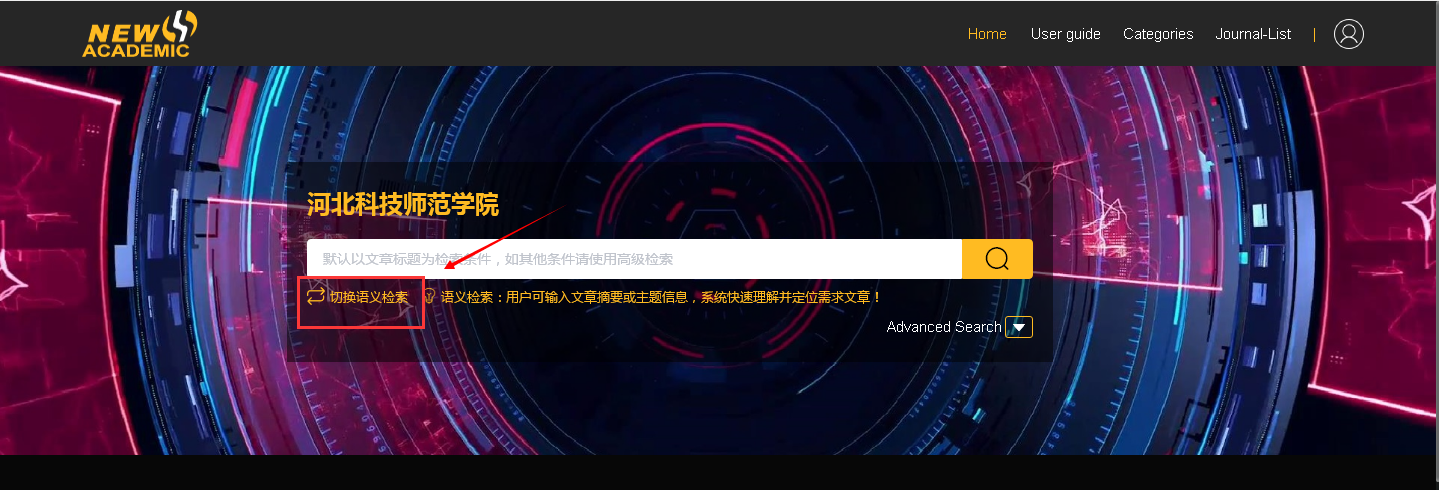 NEW
ACADEMIC
Home User guide Categories Journal-List |
河北科技师范学院
默认以文章标题为检索条件，如其他条件请使用高级检索
切换语义检索 语义检索：用户可输入文章摘要或主题信息，系统快速理解并定位需求文章！
Advanced Search